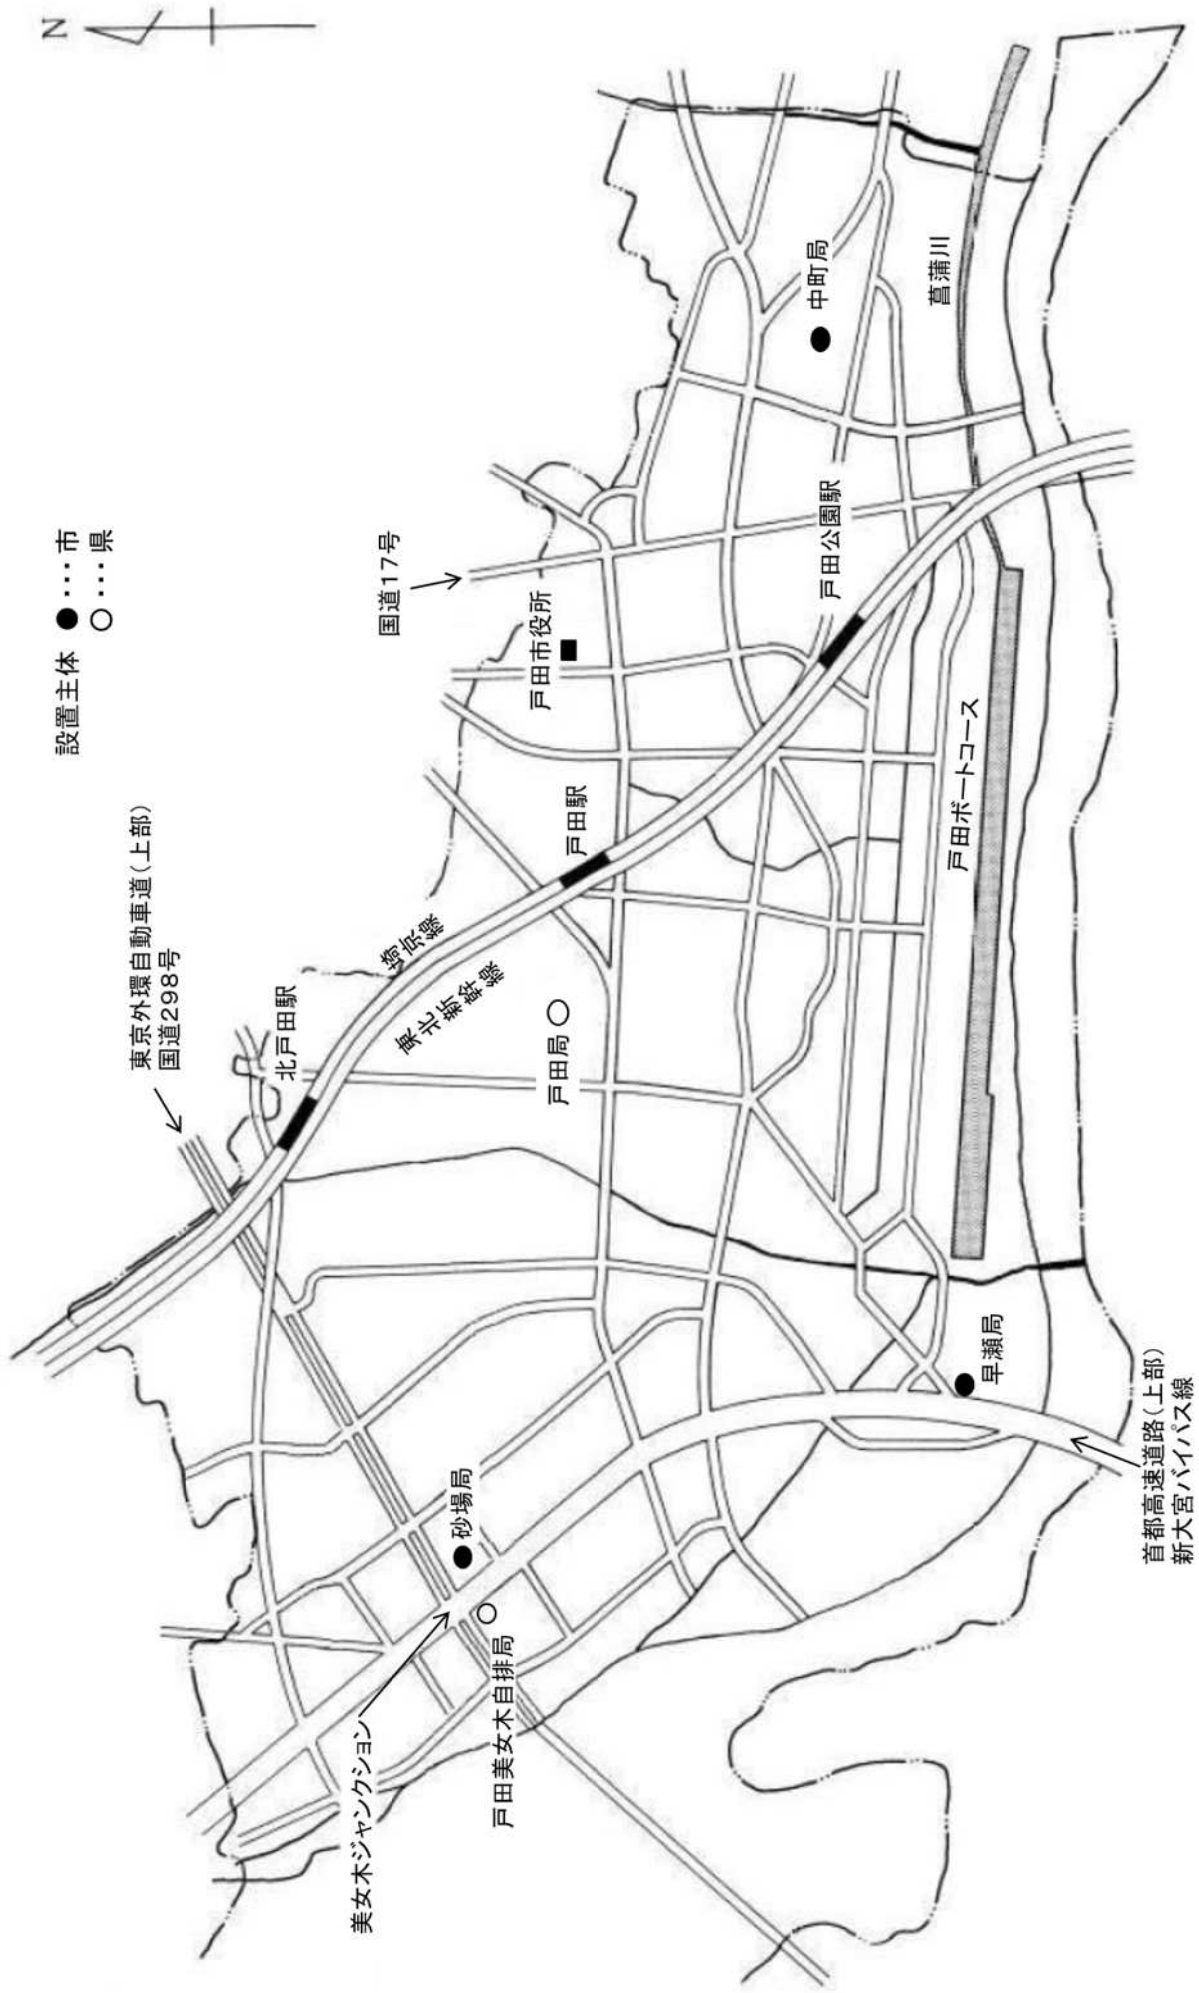 N
設置主体 ●･･･市
○･･･県
東京外環自動車道(上部)
国道298号
北戸田駅
埼京線
東北新幹線
国道17号
戸田市役所
戸田駅
戸田局
戸田公園駅
中町局
菖蒲川
戸田ボートコース
砂場局
早瀬局
美女木ジャンクション
戸田美女木自排局
首都高速道路(上部)
新大宮バイパス線